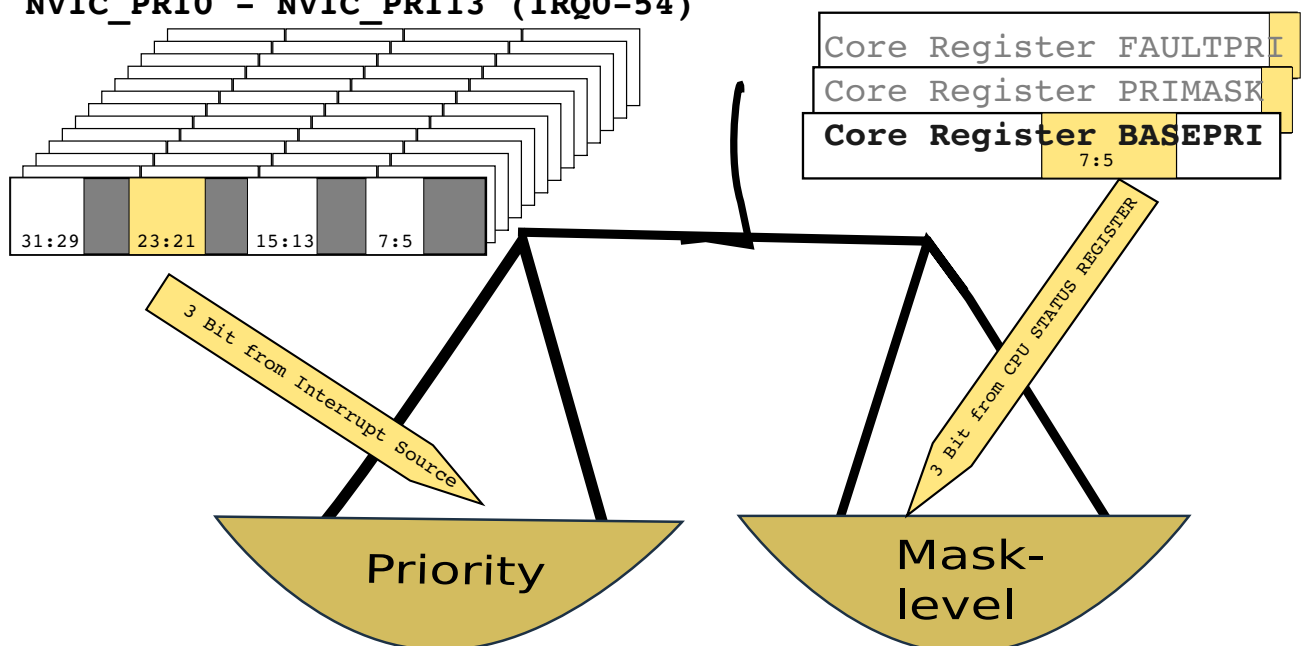 NVIC_PRI0 - NVIC_PRI13 (IRQ0-54)
Core Register FAULTPRI
Core Register PRIMASK
Core Register BASEPRI
7:5
31:29 23:21 15:13 7:5
3 Bit from Interrupt Source
3 Bit from CPU STATUS REGISTER
Priority
Mask-
level